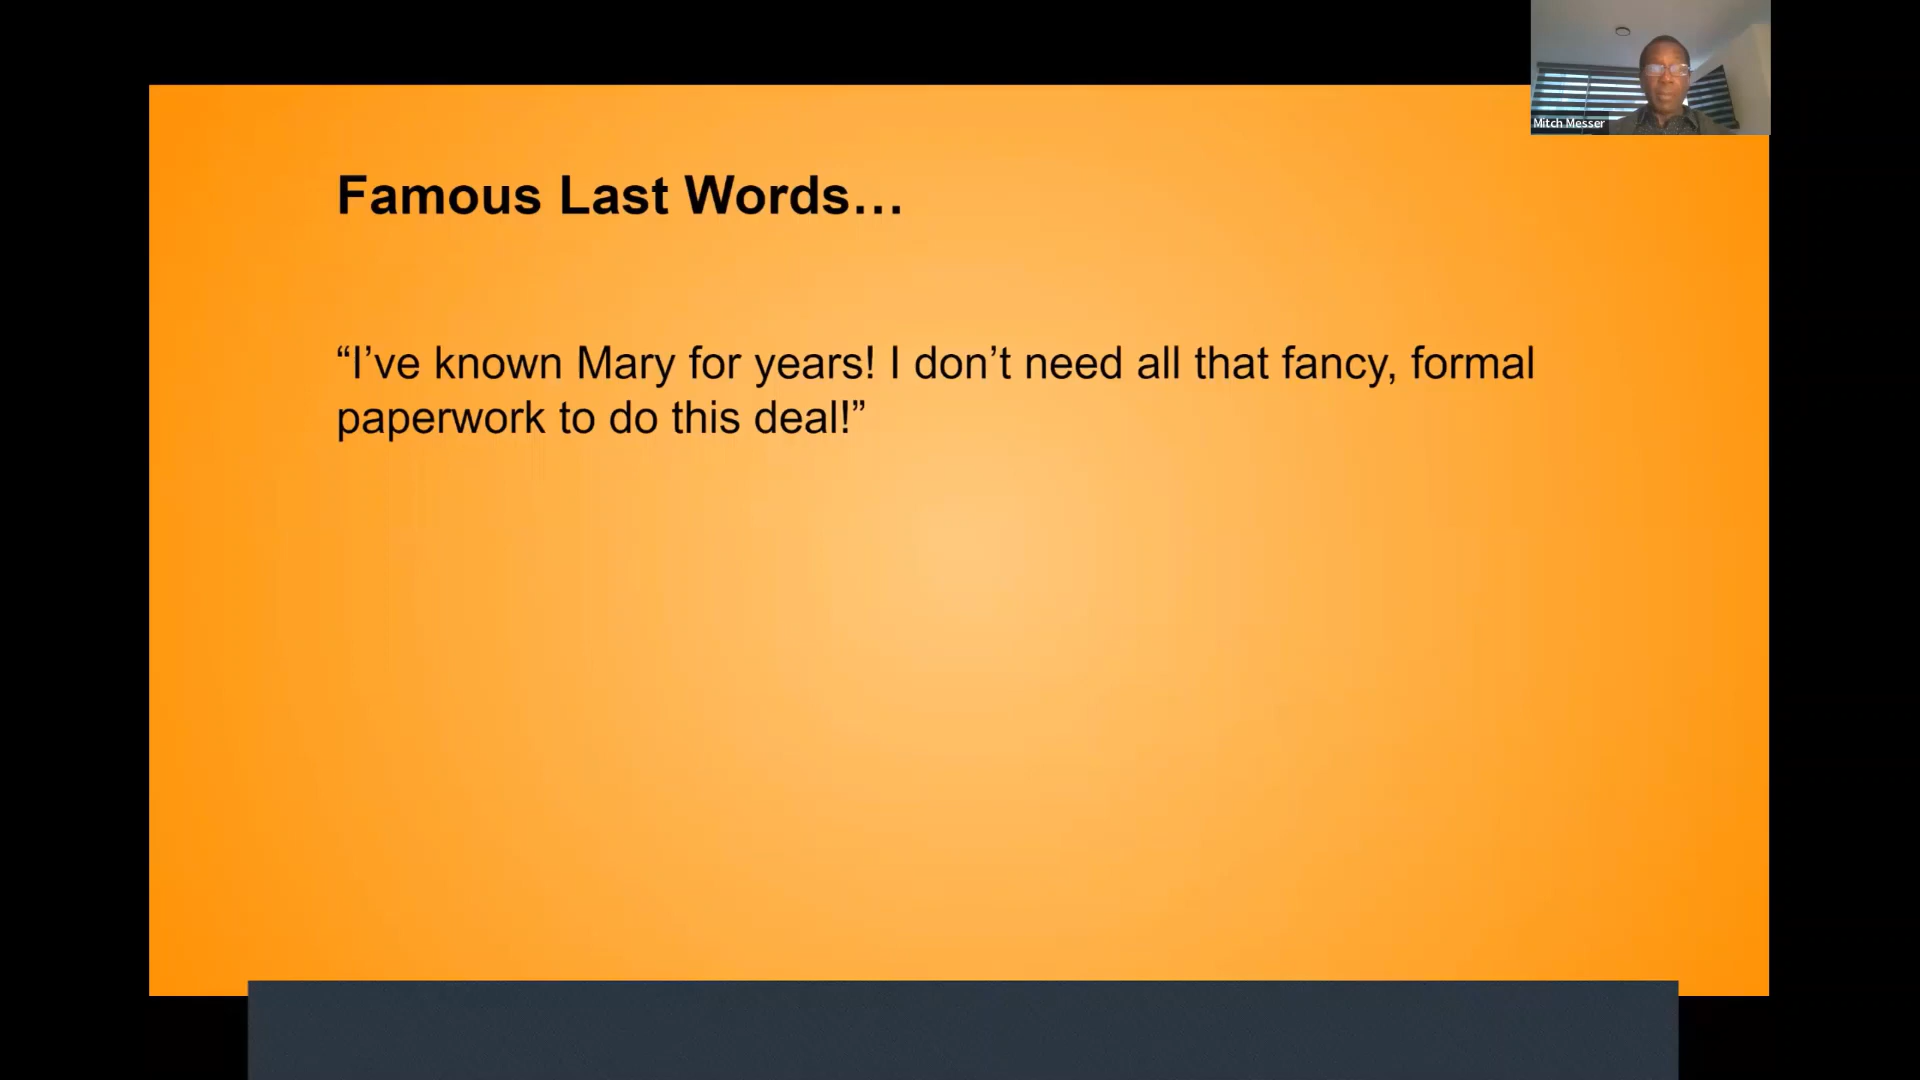 Mitch Messer
Famous Last Words…
“I’ve known Mary for years! I don’t need all that fancy, formal
paperwork to do this deal!”